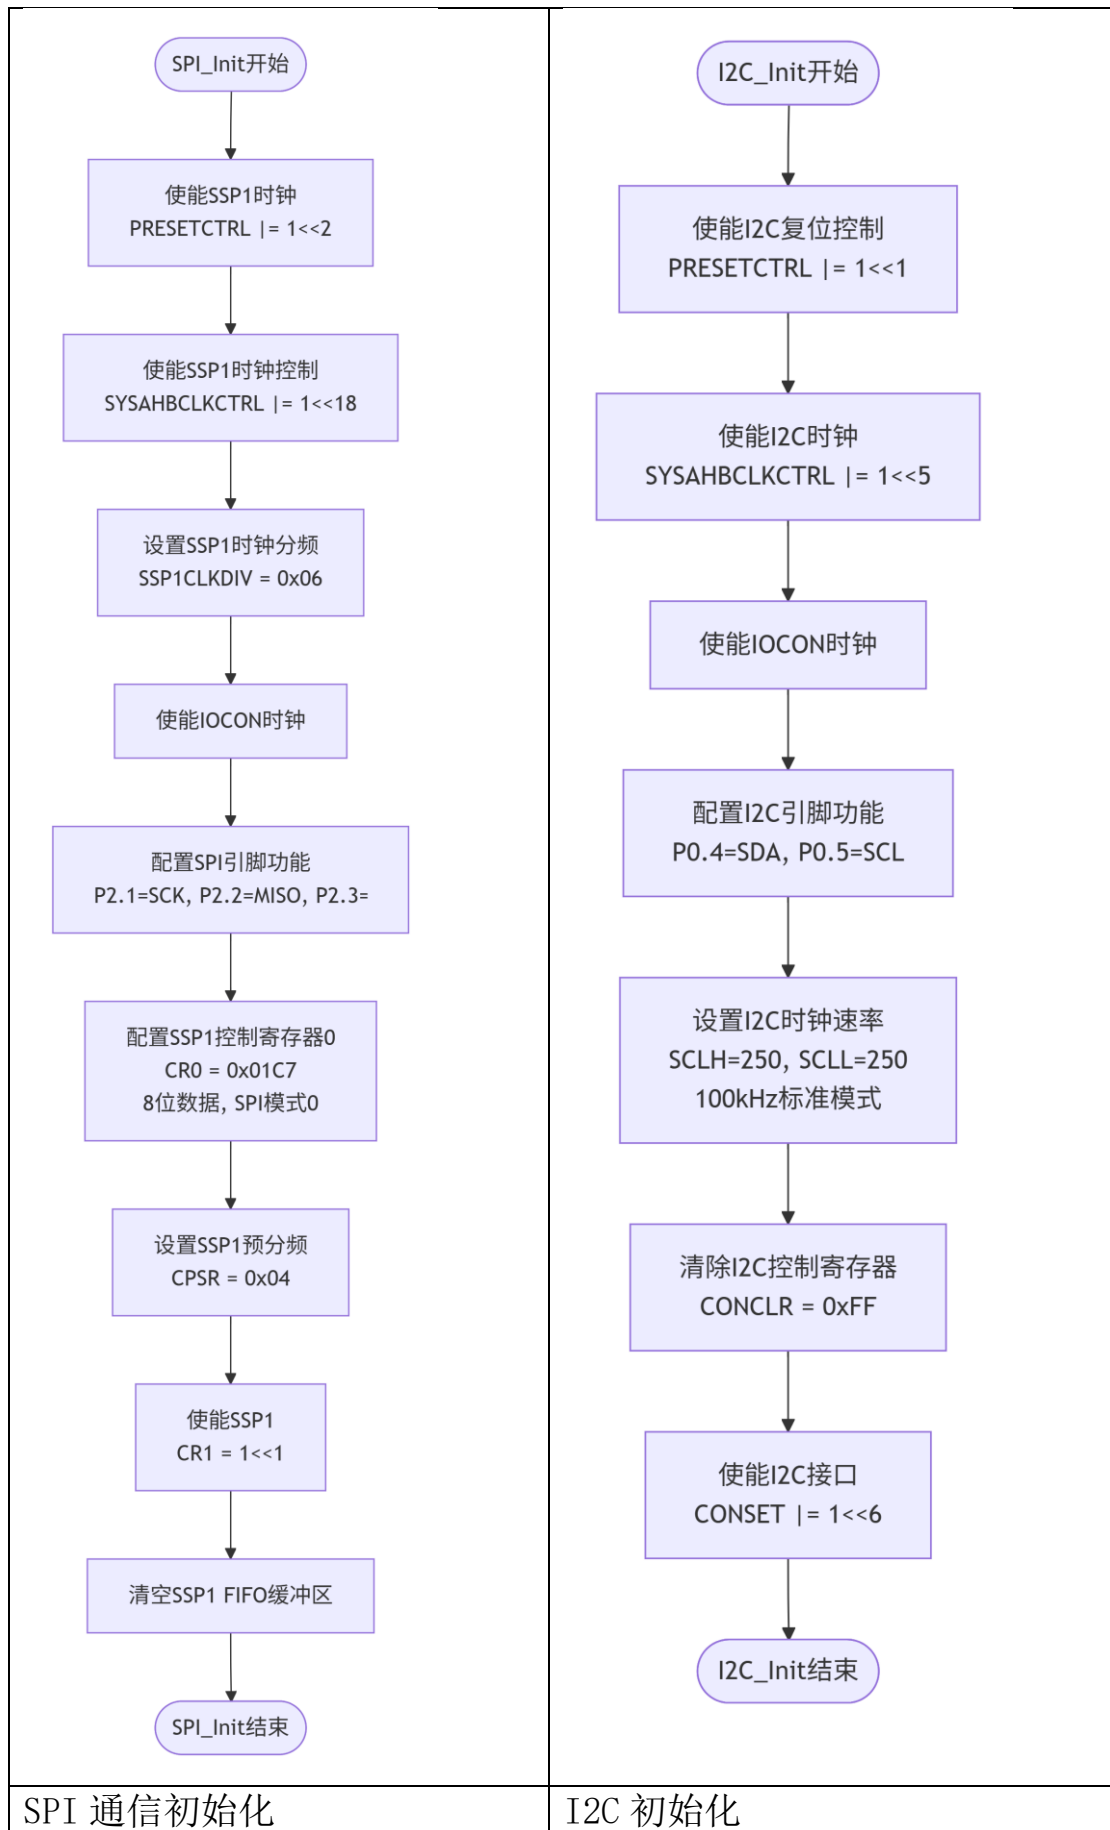 SPI_Init开始
使能SSP1时钟
PRESETCTRL |= 1<<2
使能SSP1时钟控制
SYSAHBCLKCTRL |= 1<<18
设置SSP1时钟分频
SSP1CLKDIV = 0x06
使能IOCON时钟
配置SPI引脚功能
P2.1=SCK, P2.2=MISO, P2.3=
配置SSP1控制寄存器0
CR0 = 0x01C7
8位数据, SPI模式0
设置SSP1预分频
CPSR = 0x04
使能SSP1
CR1 = 1<<1
清空SSP1 FIFO缓冲区
SPI_Init结束
SPI 通信初始化
I2C_Init开始
使能I2C复位控制
PRESETCTRL |= 1<<1
使能I2C时钟
SYSAHBCLKCTRL |= 1<<5
使能IOCON时钟
配置I2C引脚功能
P0.4=SDA, P0.5=SCL
设置I2C时钟速率
SCLH=250, SCLL=250
100kHz标准模式
清除I2C控制寄存器
CONCLR = 0xFF
使能I2C接口
CONSET |= 1<<6
I2C_Init结束
I2C 初始化